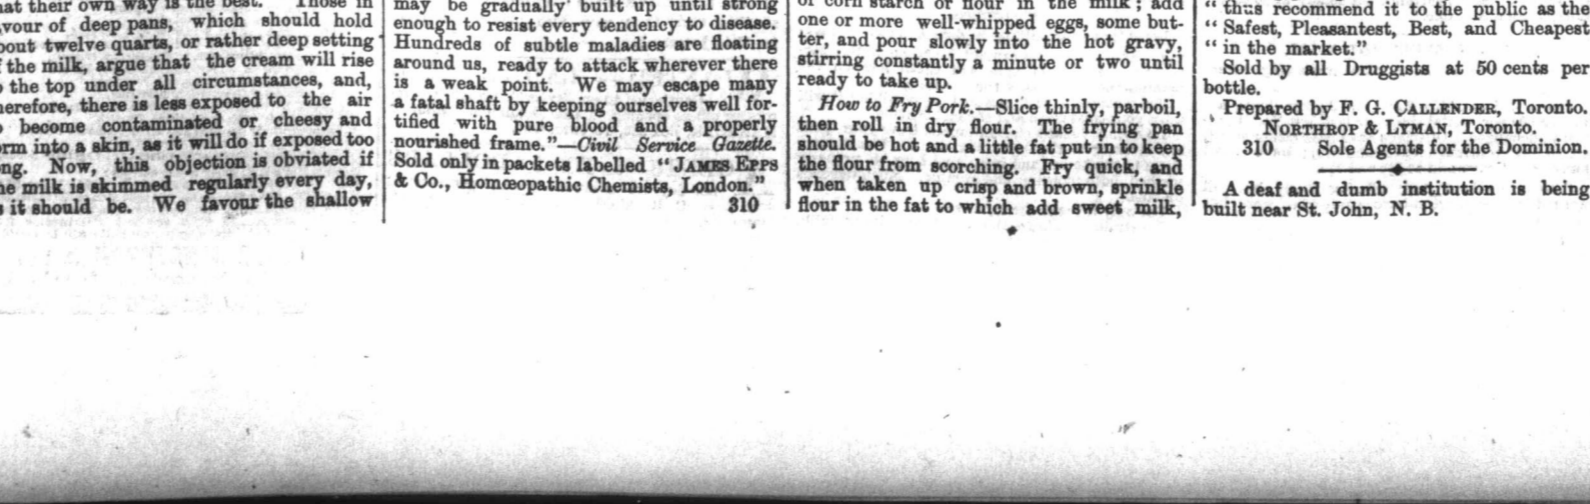 that their own way is the best. Those in
favour of deep pans, which should hold
about twelve quarts, or rather deep setting
of the milk, argue that the cream will rise
the top under all circumstances, and,
therefore, there is less exposed to the air
become contaminated or cheesy and
form into a skin, as it will do if exposed too
long. Now, this objection is obviated if
the milk is skimmed regularly every day,
it should be. We favour the shallow
may be gradually built up until strong
enough to resist every tendency to disease.
Hundreds of subtle maladies are floating
around us, ready to attack wherever there
is a weak point. We may escape many
a fatal shaft by keeping ourselves well for-
tified with pure blood and a properly
nourished frame."—Civil Service Gazette.
Sold only in packets labelled "JAMES EPPS
& Co., Homœopathic Chemists, London."
310
of corn starch or flour in the milk; add
one or more well-whipped eggs, some but-
ter, and pour slowly into the hot gravy,
stirring constantly a minute or two until
ready to take up.
How to Fry Pork.—Slice thinly, parboil,
then roll in dry flour. The frying pan
should be hot and a little fat put in to keep
the flour from scorching. Fry quick, and
when taken up crisp and brown, sprinkle
flour in the fat to which add sweet milk,
" thus recommend it to the public as the
" Safest, Pleasantest, Best, and Cheapest
" in the market."
Sold by all Druggists at 50 cents per
bottle.
Prepared by F. G. CALLENDER, Toronto.
NORTHROP & LYMAN, Toronto.
310 Sole Agents for the Dominion.
A deaf and dumb institution is being
built near St. John, N. B.